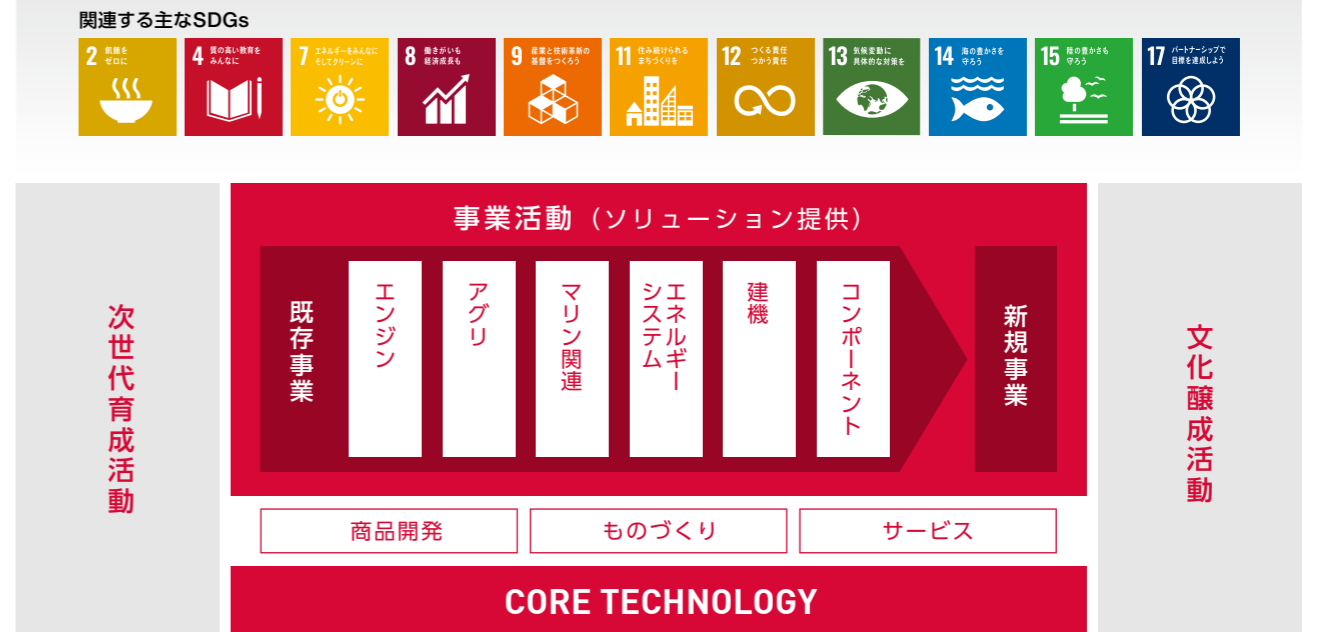 関連する主なSDGs
2 飢餓を
ゼロに
4 質の高い教育を
みんなに
7 エネルギーをみんなに
そしてクリーンに
8 働きがいも
経済成長も
9 産業と技術革新の
基盤をつくろう
11 住み続けられる
まちづくりを
12 つくる責任
つかう責任
13 気候変動に
具体的な対策を
14 海の豊かさを
守ろう
15 陸の豊かさも
守ろう
17 パートナーシップで
目標を達成しよう
次世代育成活動
事業活動（ソリューション提供）
既存事業
エンジン
アグリ
マリン関連
エネルギー
システム
建機
コンポーネント
新規事業
文化醸成活動
商品開発
ものづくり
サービス
CORE TECHNOLOGY